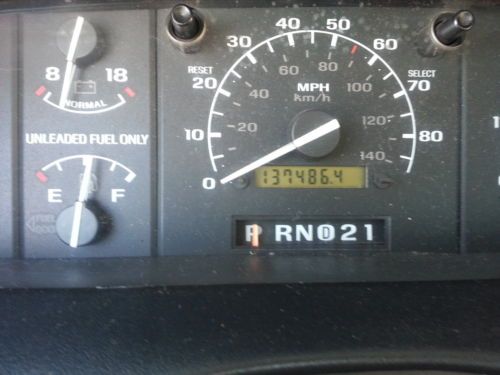 8 18
NORMAL
UNLEADED FUEL ONLY
E F
RESET
SELECT
0 10 20 30 40 50 60 70 80
MPH
km/h
20 40 60 80 100 120 140
137486.4
P R N D 2 1